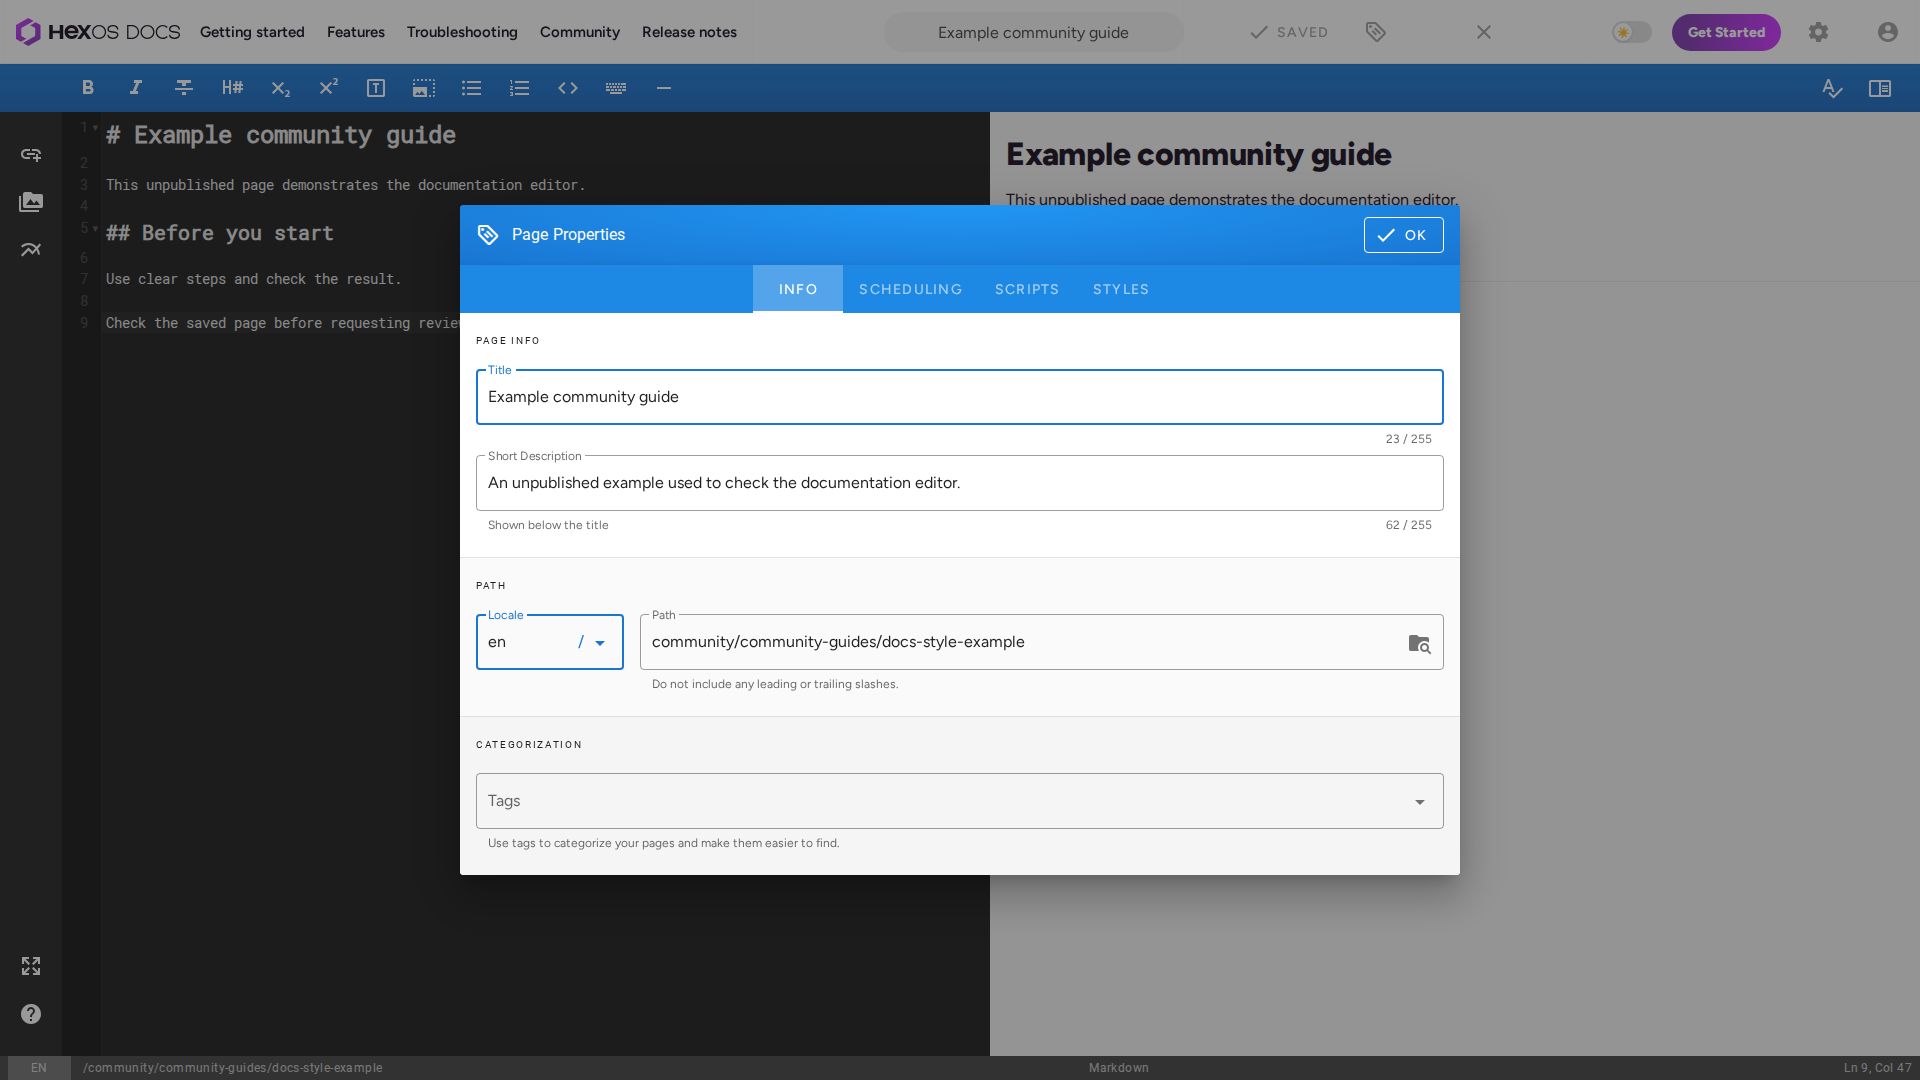 HEXOS DOCS Getting started Features Troubleshooting Community Release notes Example community guide SAVED Get Started
B I S H# X₂ X² T
1 # Example community guide
2
3 This unpublished page demonstrates the documentation editor.
4
5 ## Before you start
6
7 Use clear steps and check the result.
8
9 Check the saved page before requesting revie
Example community guide
This unpublished page demonstrates the documentation editor.
Page Properties
OK
INFO SCHEDULING SCRIPTS STYLES
PAGE INFO
Title
Example community guide
23 / 255
Short Description
An unpublished example used to check the documentation editor.
Shown below the title 62 / 255
PATH
Locale
en /
Path
community/community-guides/docs-style-example
Do not include any leading or trailing slashes.
CATEGORIZATION
Tags
Use tags to categorize your pages and make them easier to find.
EN /community/community-guides/docs-style-example Markdown Ln 9, Col 47